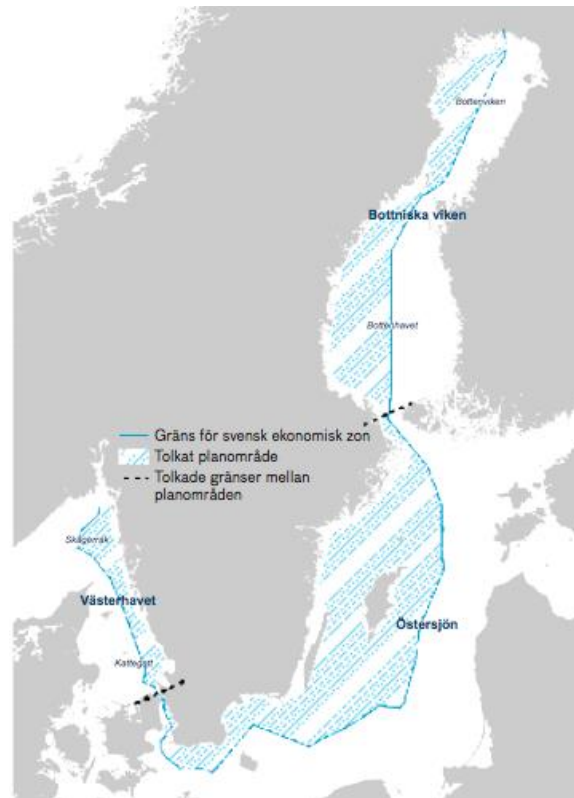 Bottenviken
Bottniska viken
Bottenhavet
Gräns för svensk ekonomisk zon
Tolkat planområde
Tolkade gränser mellan
planområden
Skagerrak
Västerhavet
Östersjön
Kattegatt